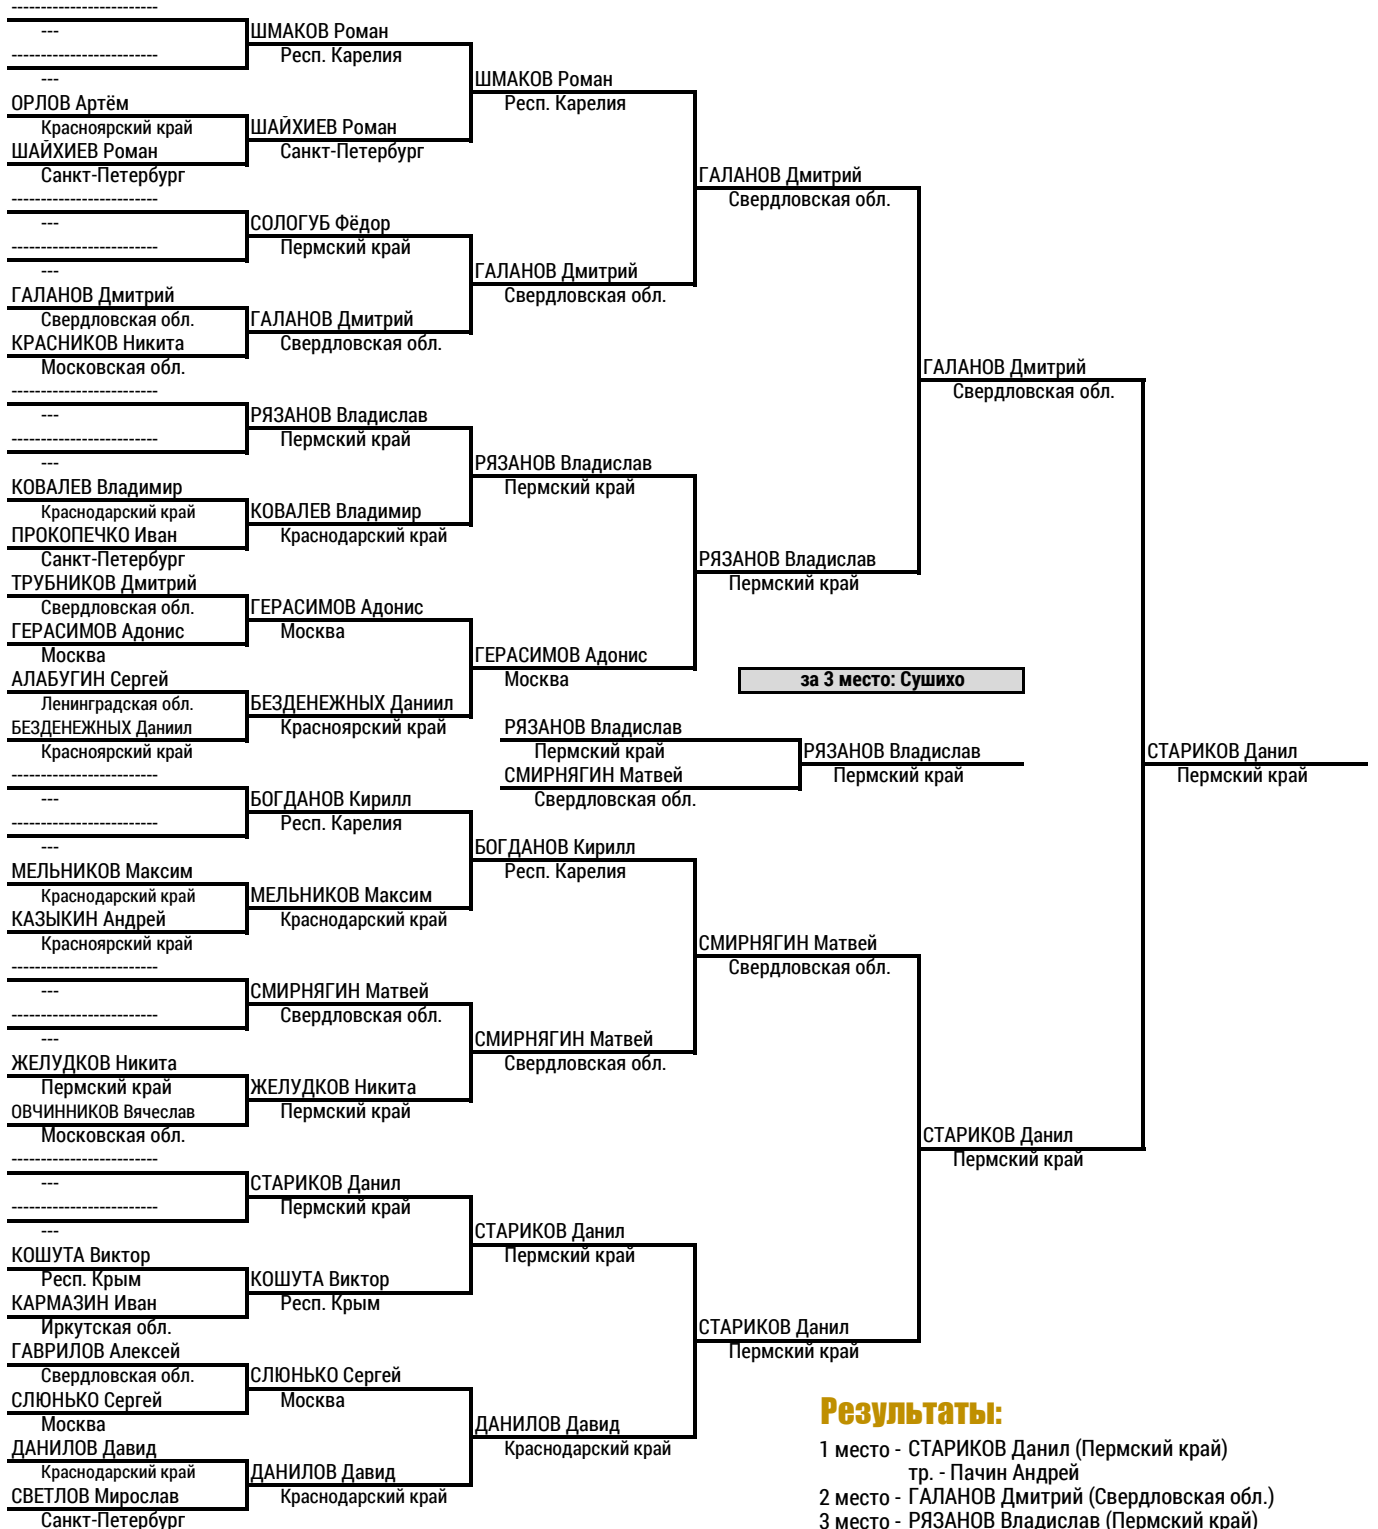 -------------------------
---
-------------------------
---
ОРЛОВ Артём
Красноярский край
ШАЙХИЕВ Роман
Санкт-Петербург
-------------------------
---
-------------------------
---
ГАЛАНОВ Дмитрий
Свердловская обл.
КРАСНИКОВ Никита
Московская обл.
-------------------------
---
-------------------------
---
КОВАЛЕВ Владимир
Краснодарский край
ПРОКОПЕЧКО Иван
Санкт-Петербург
ТРУБНИКОВ Дмитрий
Свердловская обл.
ГЕРАСИМОВ Адонис
Москва
АЛАБУГИН Сергей
Ленинградская обл.
БЕЗДЕНЕЖНЫХ Даниил
Красноярский край
-------------------------
---
-------------------------
---
МЕЛЬНИКОВ Максим
Краснодарский край
КАЗЫКИН Андрей
Красноярский край
-------------------------
---
-------------------------
---
ЖЕЛУДКОВ Никита
Пермский край
ОВЧИННИКОВ Вячеслав
Московская обл.
-------------------------
---
-------------------------
---
КОШУТА Виктор
Респ. Крым
КАРМАЗИН Иван
Иркутская обл.
ГАВРИЛОВ Алексей
Свердловская обл.
СЛЮНЬКО Сергей
Москва
ДАНИЛОВ Давид
Краснодарский край
СВЕТЛОВ Мирослав
Санкт-Петербург
ШМАКОВ Роман
Респ. Карелия
ШАЙХИЕВ Роман
Санкт-Петербург
СОЛОГУБ Фёдор
Пермский край
ГАЛАНОВ Дмитрий
Свердловская обл.
РЯЗАНОВ Владислав
Пермский край
КОВАЛЕВ Владимир
Краснодарский край
ГЕРАСИМОВ Адонис
Москва
БЕЗДЕНЕЖНЫХ Даниил
Красноярский край
БОГДАНОВ Кирилл
Респ. Карелия
МЕЛЬНИКОВ Максим
Краснодарский край
СМИРНЯГИН Матвей
Свердловская обл.
ЖЕЛУДКОВ Никита
Пермский край
СТАРИКОВ Данил
Пермский край
КОШУТА Виктор
Респ. Крым
СЛЮНЬКО Сергей
Москва
ДАНИЛОВ Давид
Краснодарский край
ШМАКОВ Роман
Респ. Карелия
ГАЛАНОВ Дмитрий
Свердловская обл.
РЯЗАНОВ Владислав
Пермский край
ГЕРАСИМОВ Адонис
Москва
БОГДАНОВ Кирилл
Респ. Карелия
СМИРНЯГИН Матвей
Свердловская обл.
СТАРИКОВ Данил
Пермский край
ДАНИЛОВ Давид
Краснодарский край
ГАЛАНОВ Дмитрий
Свердловская обл.
РЯЗАНОВ Владислав
Пермский край
СМИРНЯГИН Матвей
Свердловская обл.
СТАРИКОВ Данил
Пермский край
ГАЛАНОВ Дмитрий
Свердловская обл.
СТАРИКОВ Данил
Пермский край
СТАРИКОВ Данил
Пермский край
за 3 место: Сушихо
РЯЗАНОВ Владислав
Пермский край
СМИРНЯГИН Матвей
Свердловская обл.
РЯЗАНОВ Владислав
Пермский край
Результаты:
1 место - СТАРИКОВ Данил (Пермский край)
тр. - Пачин Андрей
2 место - ГАЛАНОВ Дмитрий (Свердловская обл.)
3 место - РЯЗАНОВ Владислав (Пермский край)